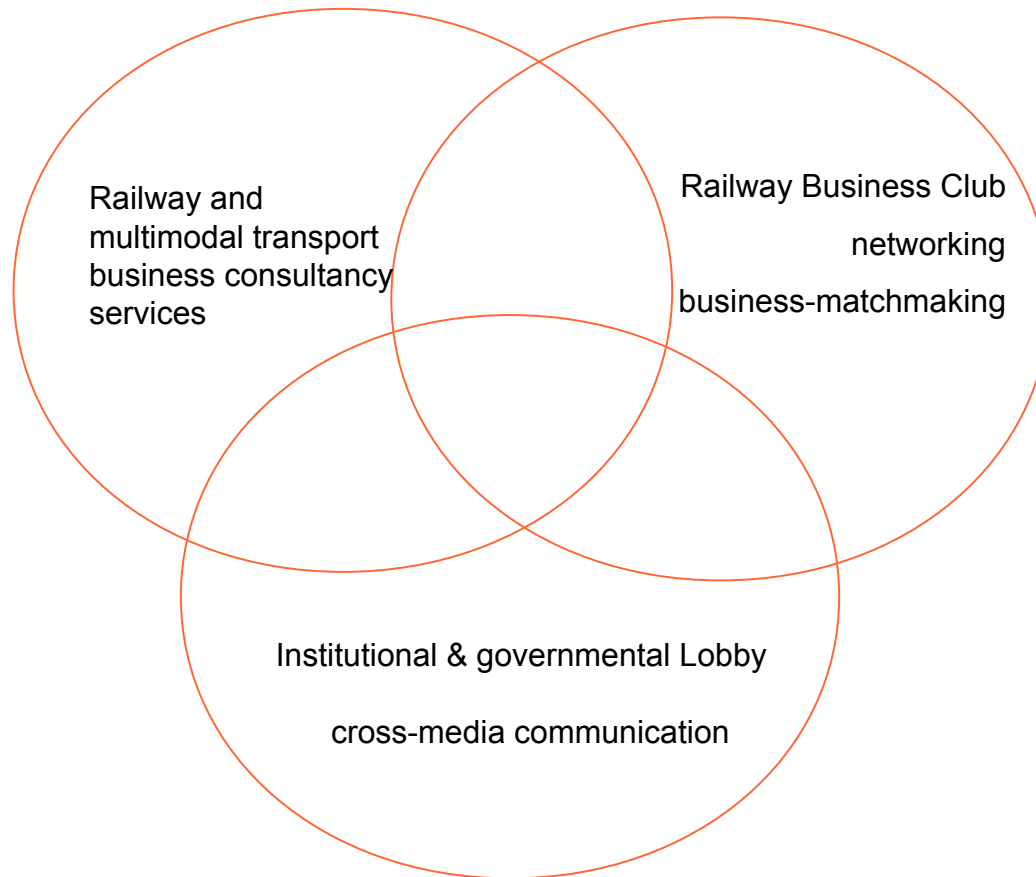 Railway and
multimodal transport
business consultancy
services
Railway Business Club
networking
business-matchmaking
Institutional & governmental Lobby
cross-media communication